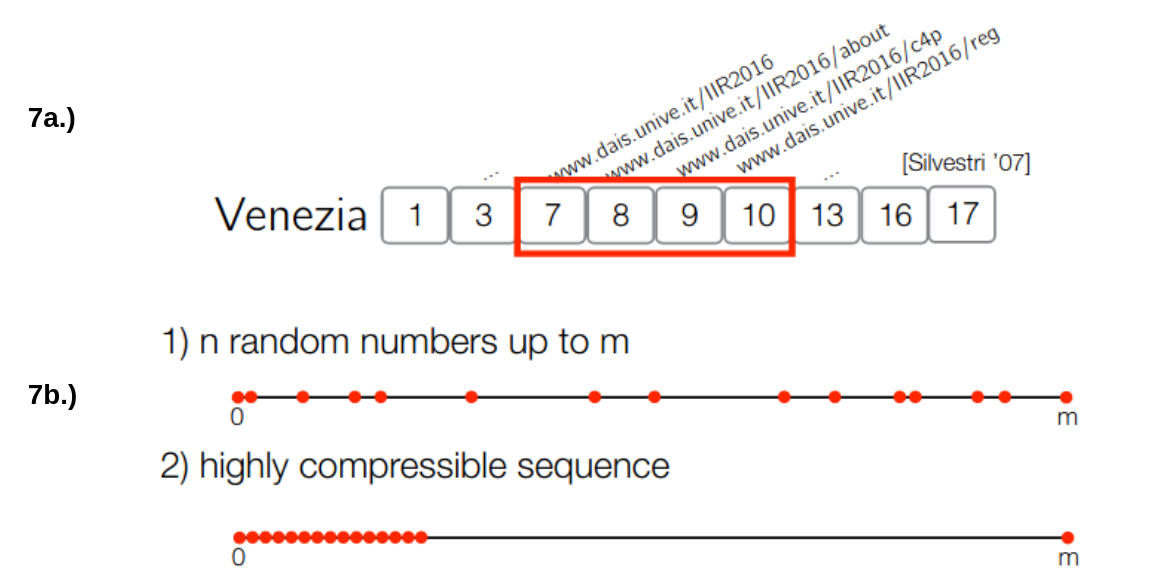 www.dais.unive.it/IIR2016
www.dais.unive.it/IIR2016/about
www.dais.unive.it/IIR2016/c4p
www.dais.unive.it/IIR2016/reg
7a.)
... ... [Silvestri '07]
Venezia 1 3 7 8 9 10 13 16 17
1) n random numbers up to m
7b.)
0 m
2) highly compressible sequence
0 m